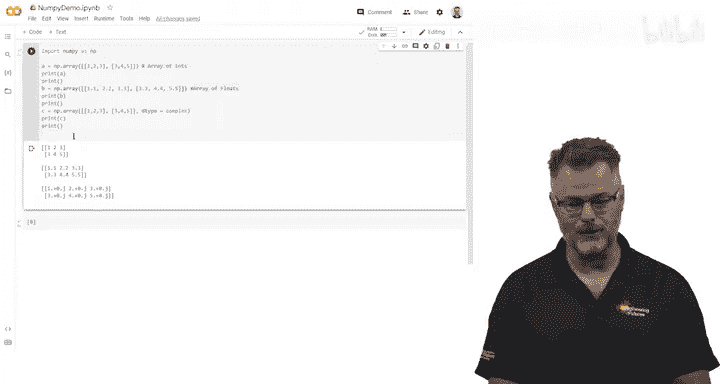 NumpyDemo.ipynb
File Edit View Insert Runtime Tools Help All changes saved
Comment Share
+ Code + Text
RAM
Disk
Editing
import numpy as np
a = np.array([[1,2,3], [3,4,5]]) # Array of ints
print(a)
print()
b = np.array([[1.1, 2.2, 3.3], [3.3, 4.4, 5.5]]) #Array of Floats
print(b)
print()
c = np.array([[1,2,3], [3,4,5]], dtype = complex)
print(c)
print()
[[1 2 3]
[3 4 5]]
[[1.1 2.2 3.3]
[3.3 4.4 5.5]]
[[1.+0.j 2.+0.j 3.+0.j]
[3.+0.j 4.+0.j 5.+0.j]]